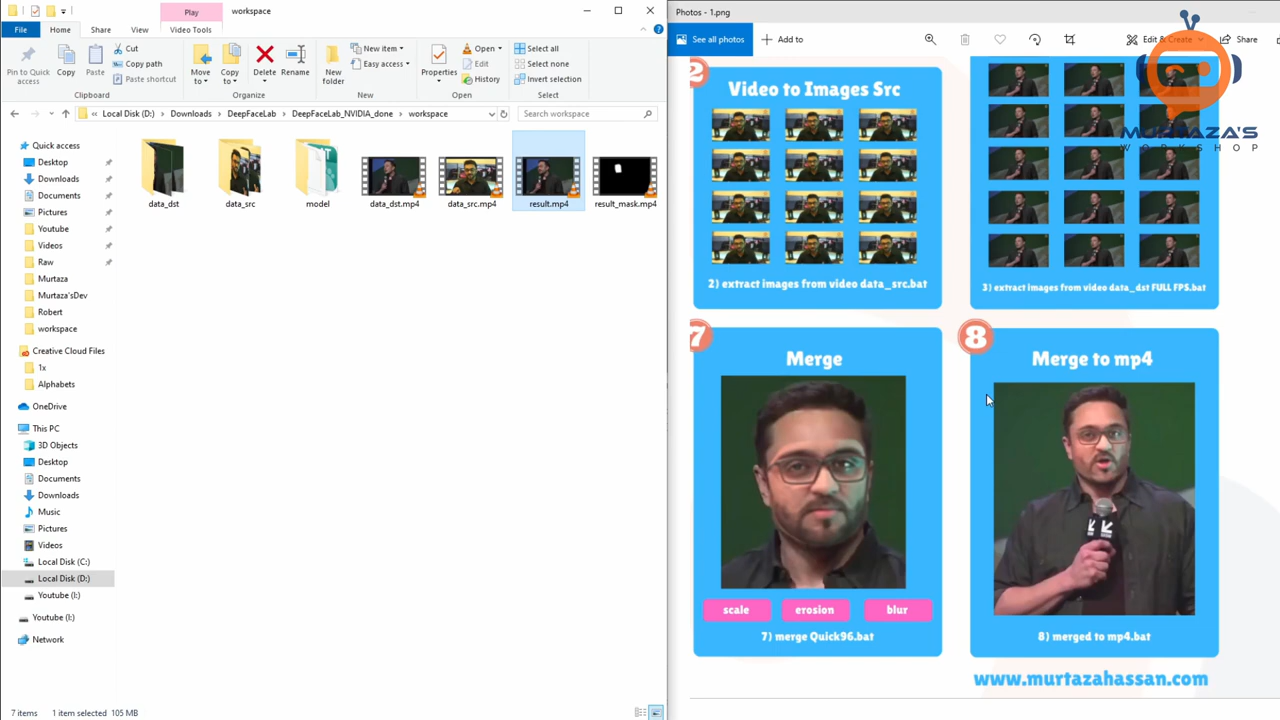 Play
workspace
File
Home
Share
View
Video Tools
Pin to Quick access
Copy
Paste
Cut
Copy path
Paste shortcut
Move to
Copy to
Delete
Rename
New folder
New item
Easy access
Properties
Open
Edit
History
Select all
Select none
Invert selection
Clipboard
Organize
New
Open
Select
« Local Disk (D:) > Downloads > DeepFaceLab > DeepFaceLab_NVIDIA_done > workspace
Search workspace
Quick access
Desktop
Downloads
Documents
Pictures
Youtube
Videos
Raw
Murtaza
Murtaza'sDev
Robert
workspace
Creative Cloud Files
1x
Alphabets
OneDrive
This PC
3D Objects
Desktop
Documents
Downloads
Music
Pictures
Videos
Local Disk (C:)
Local Disk (D:)
Youtube (I:)
Youtube (I:)
Network
data_dst
data_src
model
data_dst.mp4
data_src.mp4
result.mp4
result_mask.mp4
7 items
1 item selected 105 MB
Photos - 1.png
See all photos
Add to
Edit & Create
Share
MURTAZA'S
WORKSHOP
2
Video to Images Src
2) extract images from video data_src.bat
3) extract images from video data_dst FULL FPS.bat
7
Merge
scale
erosion
blur
7) merge Quick96.bat
8
Merge to mp4
8) merged to mp4.bat
www.murtazahassan.com